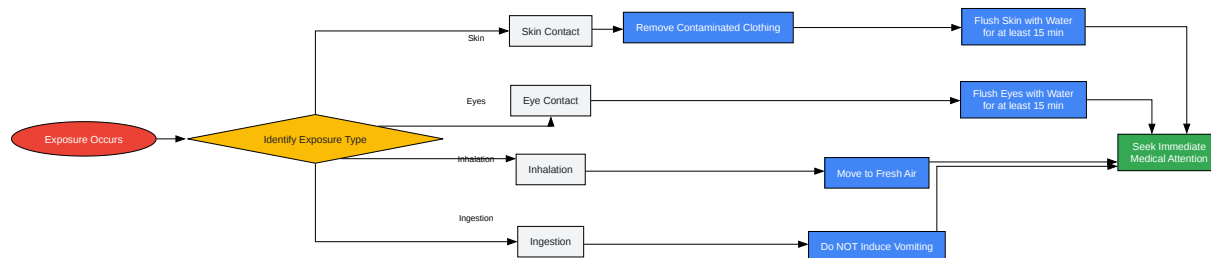 Exposure Occurs
Identify Exposure Type
Skin
Skin Contact
Remove Contaminated Clothing
Flush Skin with Water
for at least 15 min
Eyes
Eye Contact
Flush Eyes with Water
for at least 15 min
Inhalation
Inhalation
Move to Fresh Air
Seek Immediate
Medical Attention
Ingestion
Ingestion
Do NOT Induce Vomiting